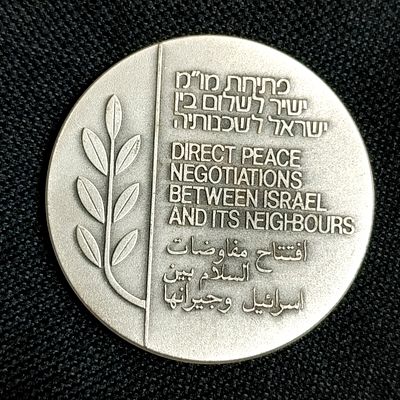 פתיחת מו"מ
ישיר לשלום בין
ישראל לשכנותיה
DIRECT PEACE
NEGOTIATIONS
BETWEEN ISRAEL
AND ITS NEIGHBOURS
افتتاح مفاوضات
السلام بين
اسرائيل وجيرانها